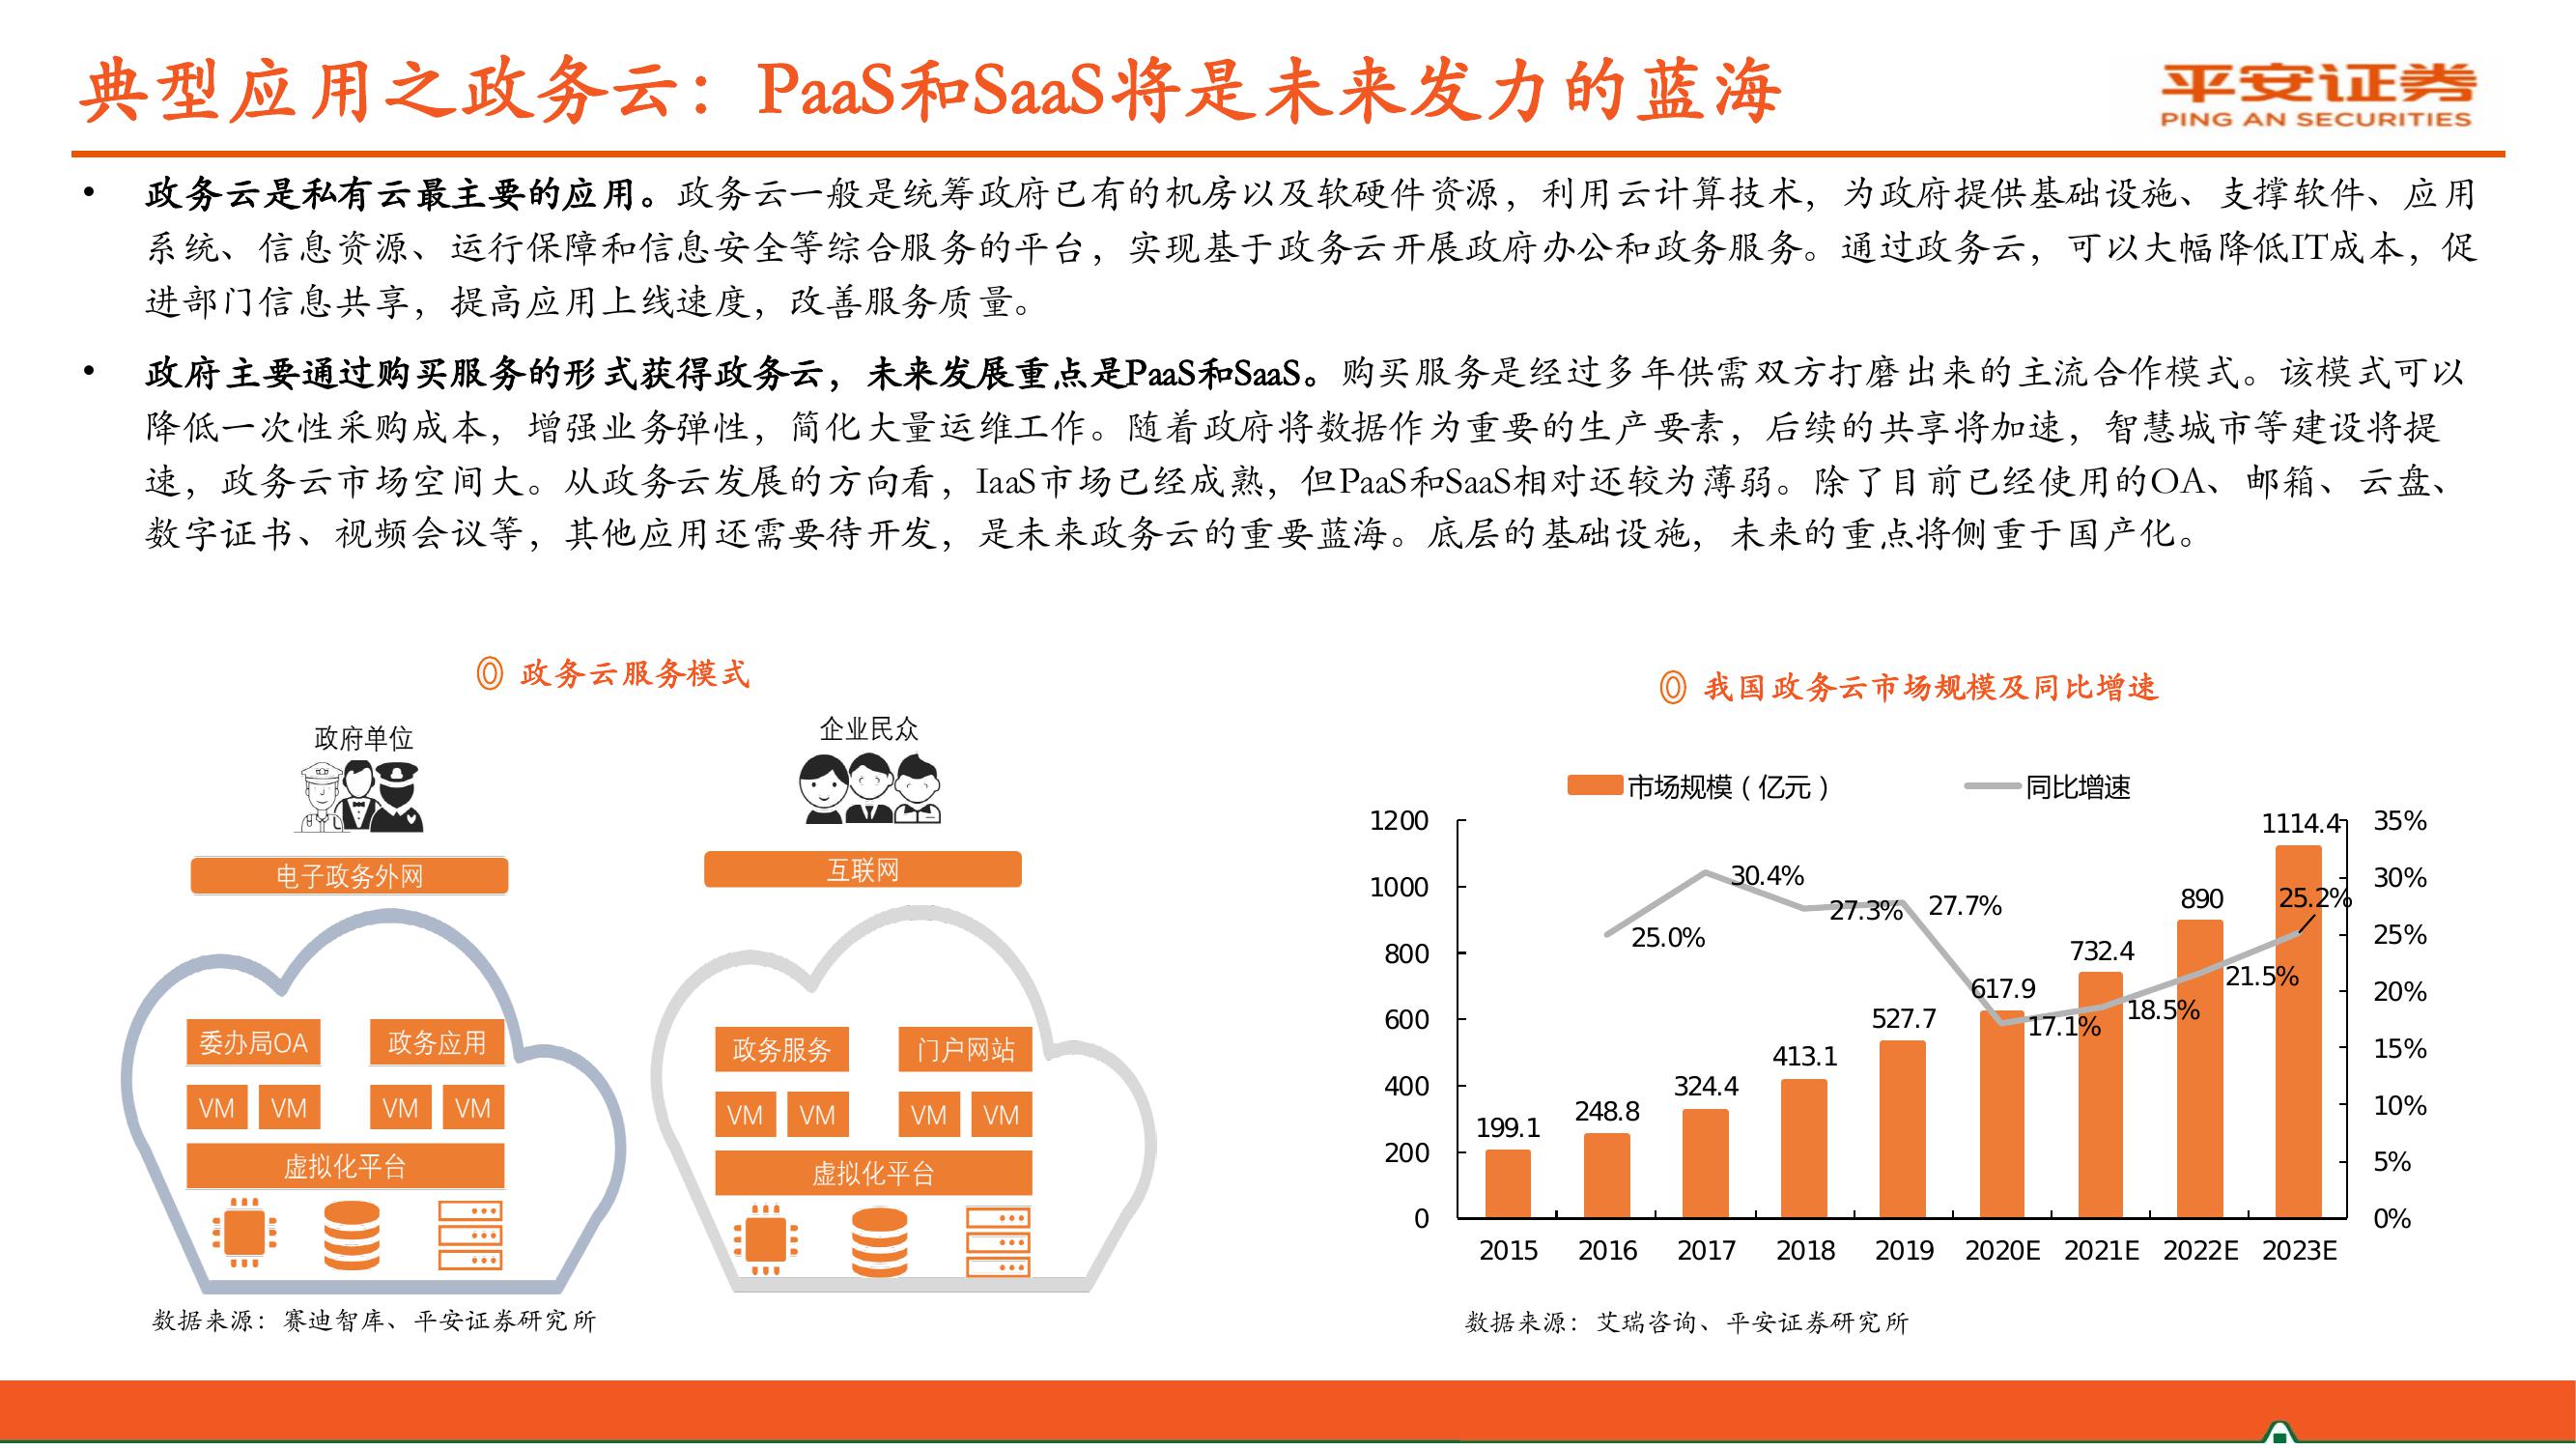 典型应用之政务云：PaaS和SaaS将是未来发力的蓝海
平安证券
PING AN SECURITIES
• 政务云是私有云最主要的应用。政务云一般是统筹政府已有的机房以及软硬件资源，利用云计算技术，为政府提供基础设施、支撑软件、应用
系统、信息资源、运行保障和信息安全等综合服务的平台，实现基于政务云开展政府办公和政务服务。通过政务云，可以大幅降低IT成本，促
进部门信息共享，提高应用上线速度，改善服务质量。
• 政府主要通过购买服务的形式获得政务云，未来发展重点是PaaS和SaaS。购买服务是经过多年供需双方打磨出来的主流合作模式。该模式可以
降低一次性采购成本，增强业务弹性，简化大量运维工作。随着政府将数据作为重要的生产要素，后续的共享将加速，智慧城市等建设将提
速，政务云市场空间大。从政务云发展的方向看，IaaS市场已经成熟，但PaaS和SaaS相对还较为薄弱。除了目前已经使用的OA、邮箱、云盘、
数字证书、视频会议等，其他应用还需要待开发，是未来政务云的重要蓝海。底层的基础设施，未来的重点将侧重于国产化。
政务云服务模式
政府单位
电子政务外网
委办局OA 政务应用
VM VM VM VM
虚拟化平台
企业民众
互联网
政务服务 门户网站
VM VM VM VM
虚拟化平台
数据来源：赛迪智库、平安证券研究所
我国政务云市场规模及同比增速
市场规模（亿元） 同比增速
1200
1000
800
600
400
200
0
199.1
248.8
324.4
413.1
527.7
617.9
732.4
890
1114.4
25.0%
30.4%
27.3%
27.7%
17.1%
18.5%
21.5%
25.2%
35%
30%
25%
20%
15%
10%
5%
0%
2015 2016 2017 2018 2019 2020E 2021E 2022E 2023E
数据来源：艾瑞咨询、平安证券研究所